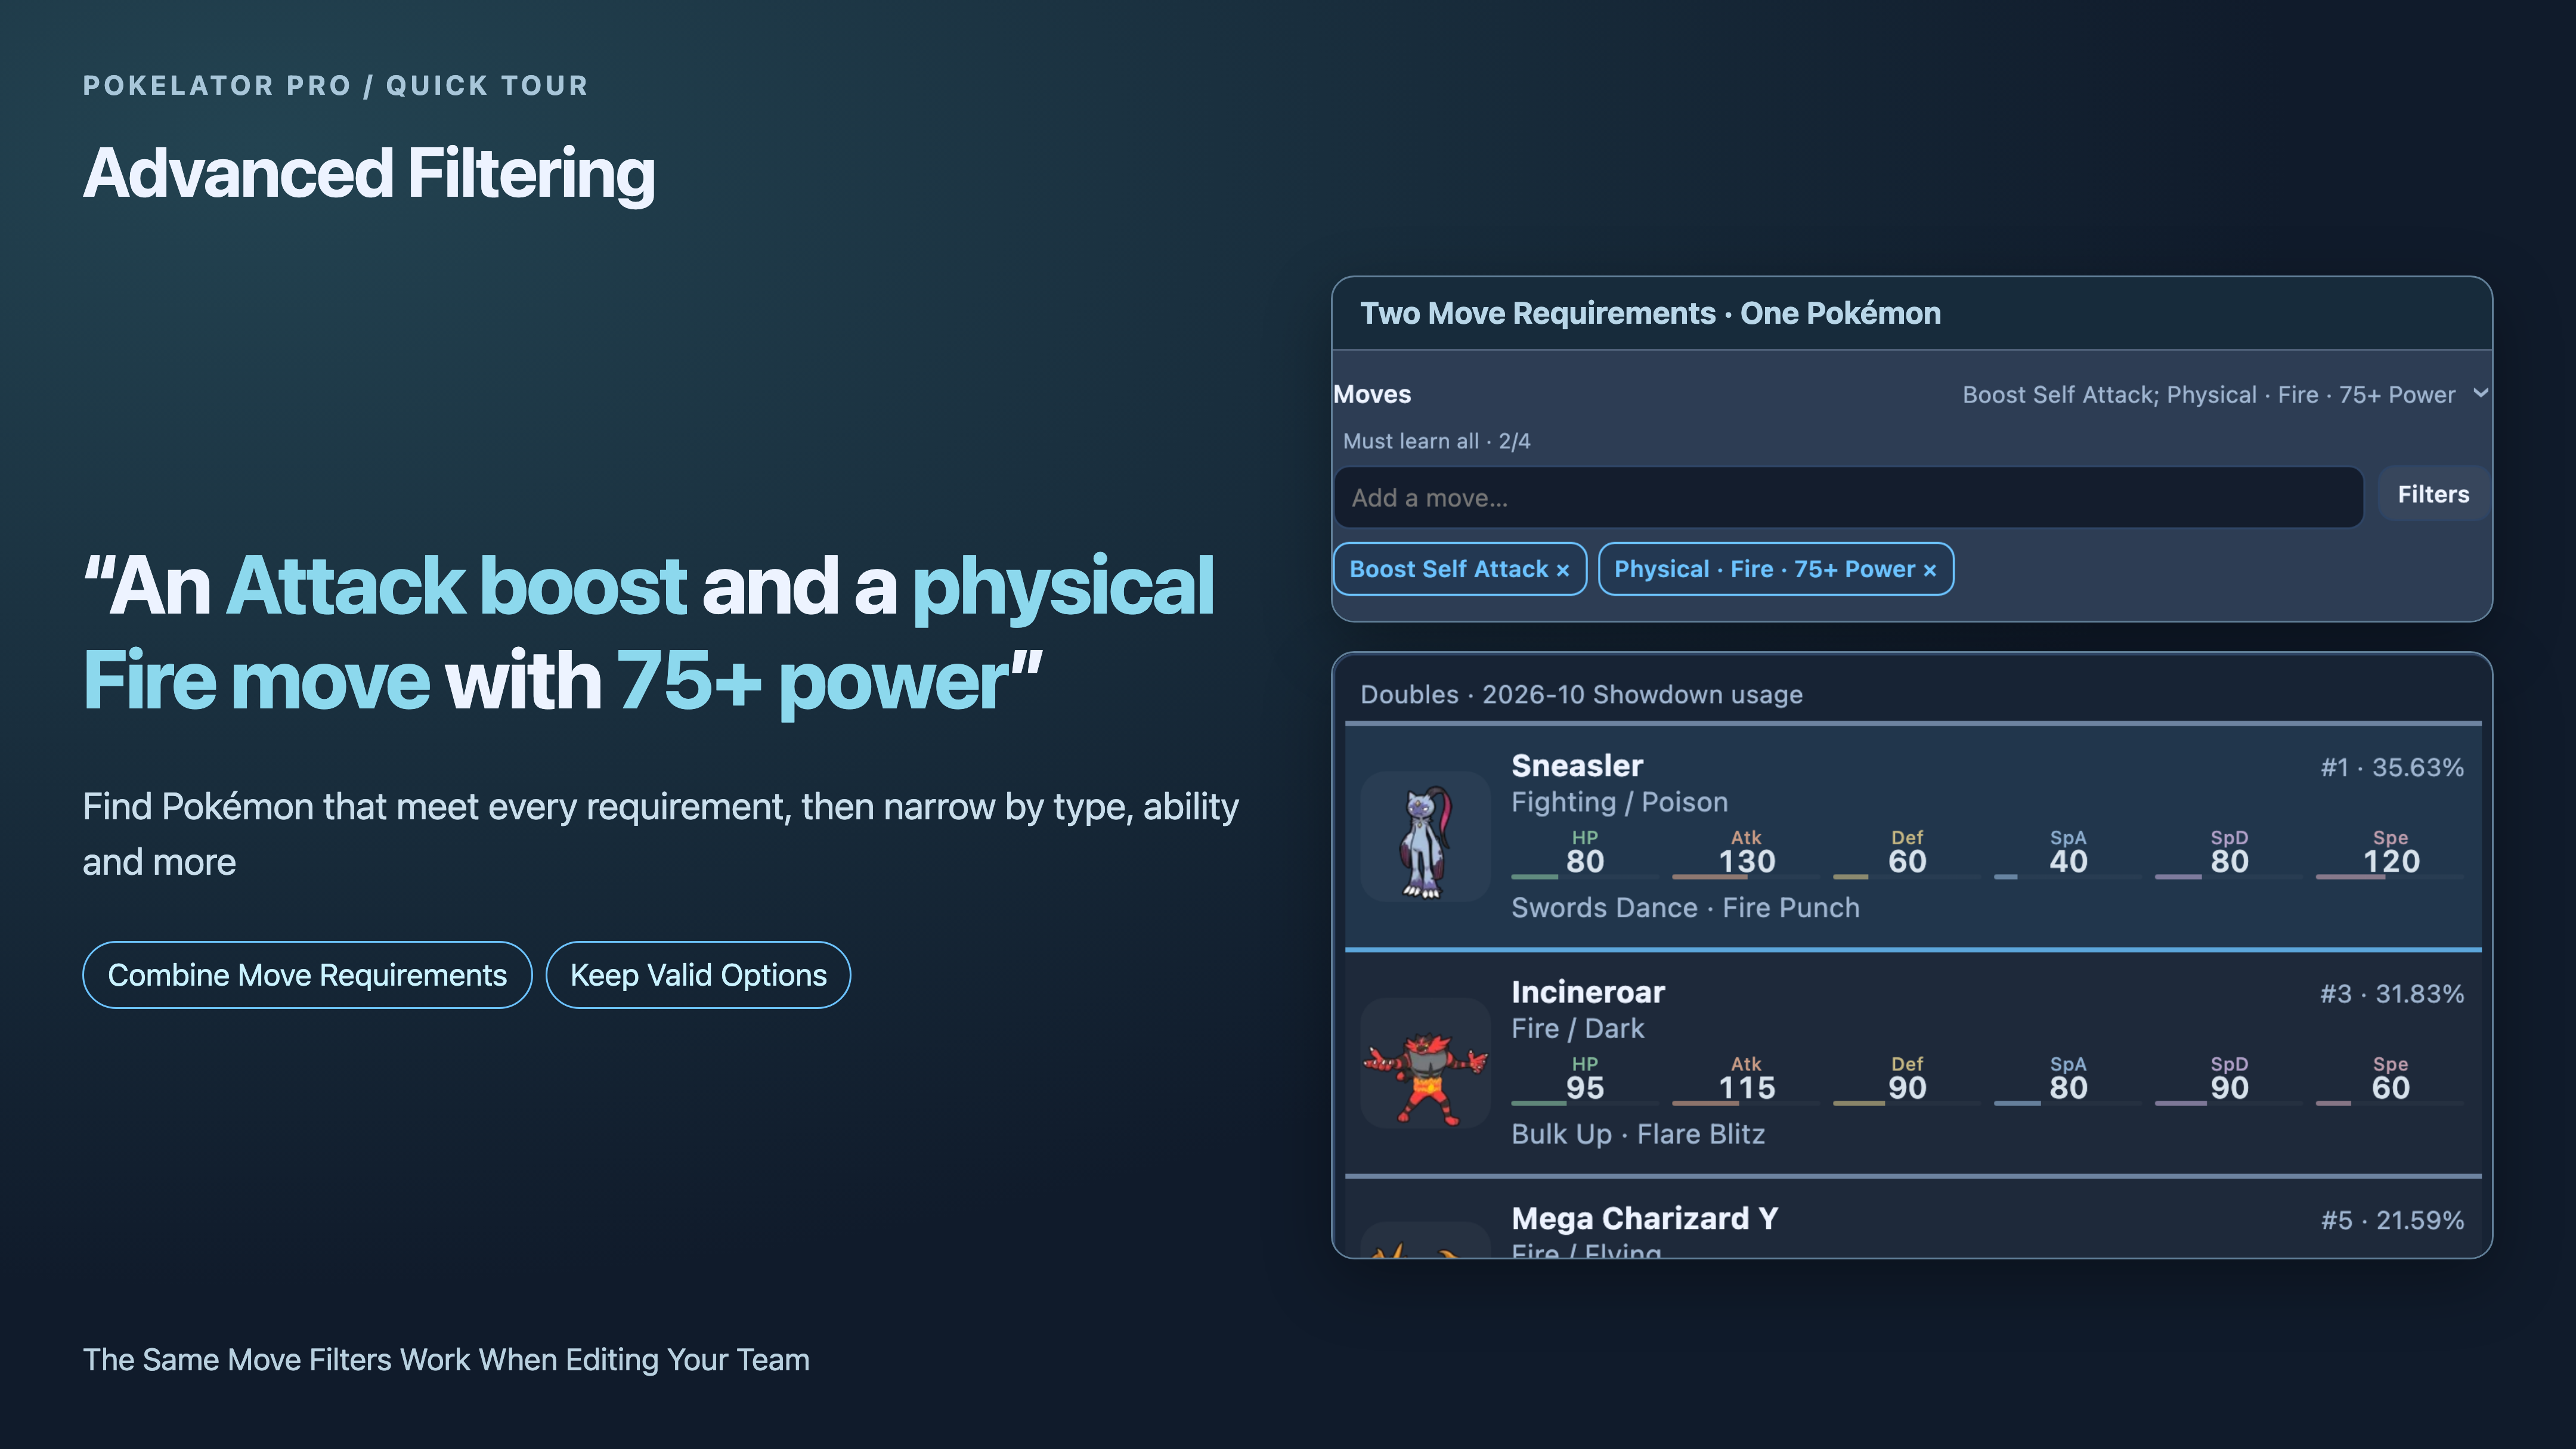 POKELATOR PRO / QUICK TOUR
Advanced Filtering
“An Attack boost and a physical
Fire move with 75+ power”
Find Pokémon that meet every requirement, then narrow by type, ability
and more
Combine Move Requirements
Keep Valid Options
The Same Move Filters Work When Editing Your Team
Two Move Requirements · One Pokémon
Moves
Boost Self Attack; Physical · Fire · 75+ Power
Must learn all · 2/4
Add a move...
Filters
Boost Self Attack ×
Physical · Fire · 75+ Power ×
Doubles · 2026-10 Showdown usage
Sneasler
#1 · 35.63%
Fighting / Poison
HP Atk Def SpA SpD Spe
80 130 60 40 80 120
Swords Dance · Fire Punch
Incineroar
#3 · 31.83%
Fire / Dark
HP Atk Def SpA SpD Spe
95 115 90 80 90 60
Bulk Up · Flare Blitz
Mega Charizard Y
#5 · 21.59%
Fire / Flying